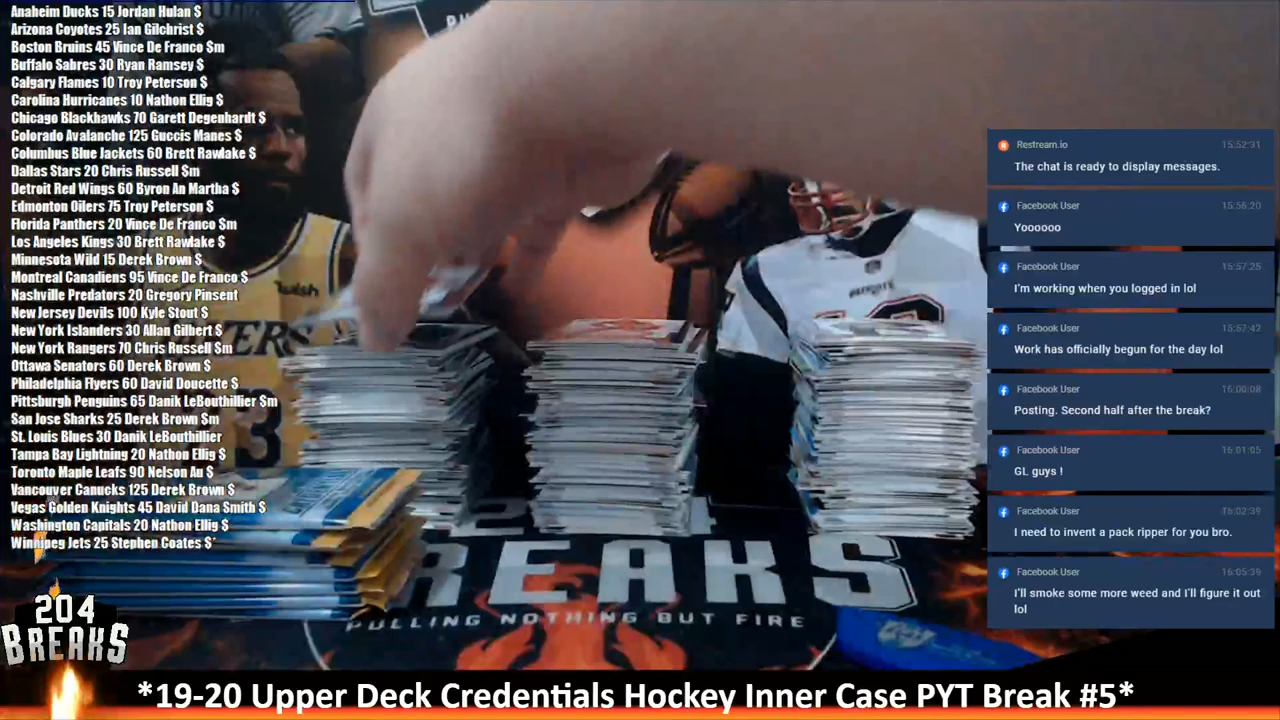 Anaheim Ducks 15 Jordan Hulan $
Arizona Coyotes 25 Ian Gilchrist $
Boston Bruins 45 Vince De Franco $m
Buffalo Sabres 30 Ryan Ramsey $
Calgary Flames 10 Troy Peterson $
Carolina Hurricanes 10 Nathon Ellig $
Chicago Blackhawks 70 Garett Degenhardt $
Colorado Avalanche 125 Guccis Manes $
Columbus Blue Jackets 60 Brett Rawlake $
Dallas Stars 20 Chris Russell $m
Detroit Red Wings 60 Byron An Martha $
Edmonton Oilers 75 Troy Peterson $
Florida Panthers 20 Vince De Franco $m
Los Angeles Kings 30 Brett Rawlake $
Minnesota Wild 15 Derek Brown $
Montreal Canadiens 95 Vince De Franco $
Nashville Predators 20 Gregory Pinsent
New Jersey Devils 100 Kyle Stout $
New York Islanders 30 Allan Gilbert $
New York Rangers 70 Chris Russell $m
Ottawa Senators 60 Derek Brown $
Philadelphia Flyers 60 David Doucette $
Pittsburgh Penguins 65 Danik LeBouthillier $m
San Jose Sharks 25 Derek Brown $m
St. Louis Blues 30 Danik LeBouthillier
Tampa Bay Lightning 20 Nathon Ellig $
Toronto Maple Leafs 90 Nelson Au $
Vancouver Canucks 125 Derek Brown $
Vegas Golden Knights 45 David Dana Smith $
Washington Capitals 20 Nathon Ellig $
Winnipeg Jets 25 Stephen Coates $*
wish
PATRIOTS
REAKS
PULLING NOTHING BUT FIRE
Restream.io 15:52:31
The chat is ready to display messages.
Facebook User 15:56:20
Yoooooo
Facebook User 15:57:25
I'm working when you logged in lol
Facebook User 15:57:42
Work has officially begun for the day lol
Facebook User 16:00:08
Posting. Second half after the break?
Facebook User 16:01:05
GL guys !
Facebook User 16:02:39
I need to invent a pack ripper for you bro.
Facebook User 16:05:39
I'll smoke some more weed and I'll figure it out
lol
204
BREAKS
*19-20 Upper Deck Credentials Hockey Inner Case PYT Break #5*